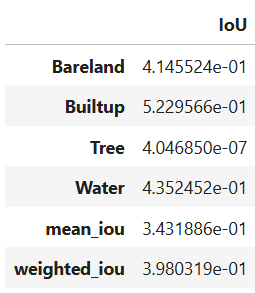 IoU
Bareland 4.145524e-01
Builtup 5.229566e-01
Tree 4.046850e-07
Water 4.352452e-01
mean_iou 3.431886e-01
weighted_iou 3.980319e-01